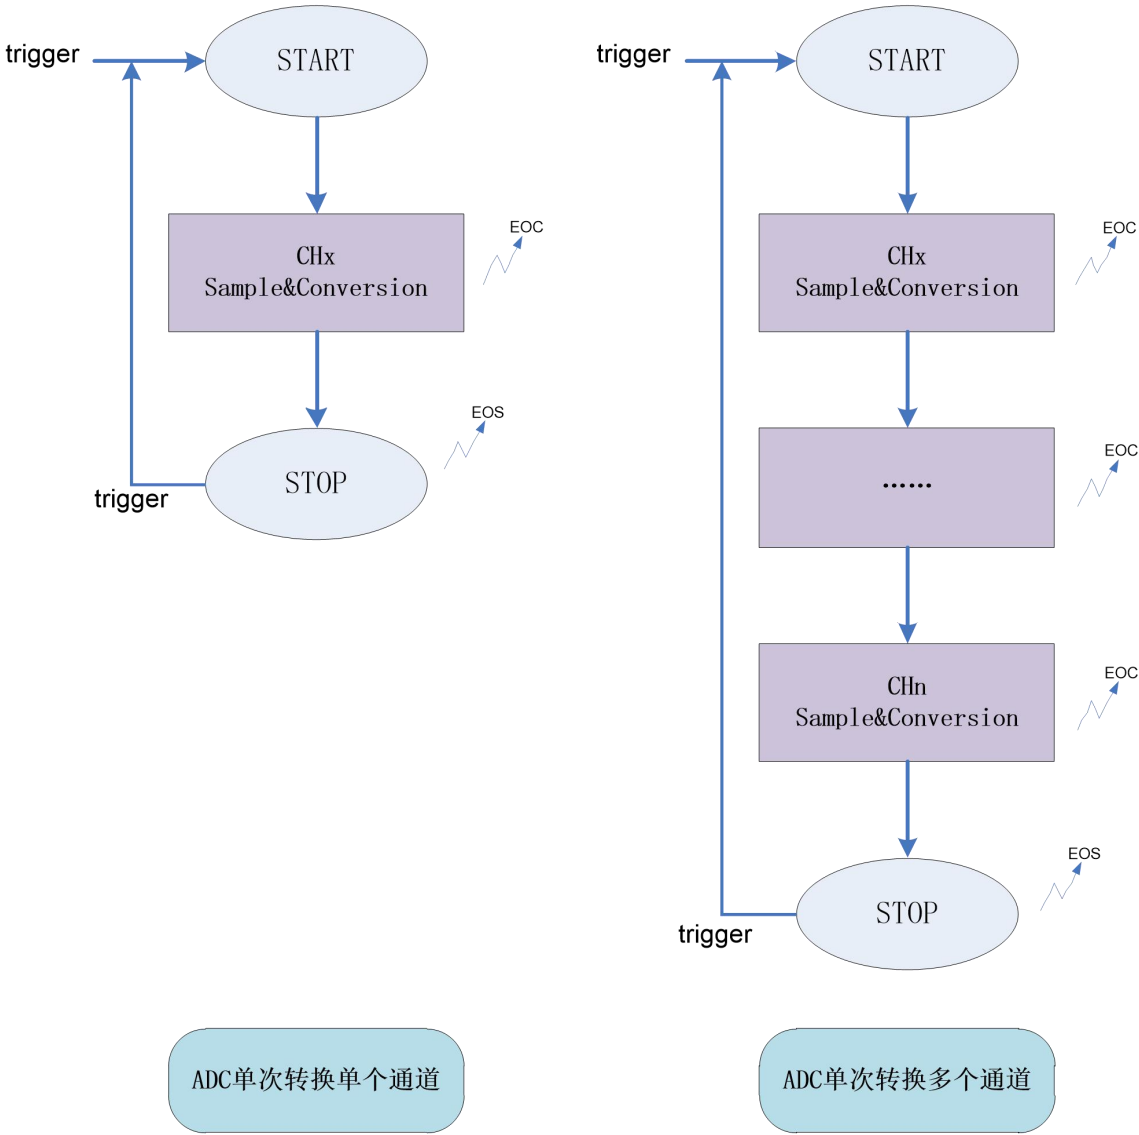 trigger
START
CHx
Sample&Conversion
EOC
EOS
STOP
trigger
ADC单次转换单个通道
trigger
START
CHx
Sample&Conversion
EOC
......
EOC
CHn
Sample&Conversion
EOC
EOS
STOP
trigger
ADC单次转换多个通道